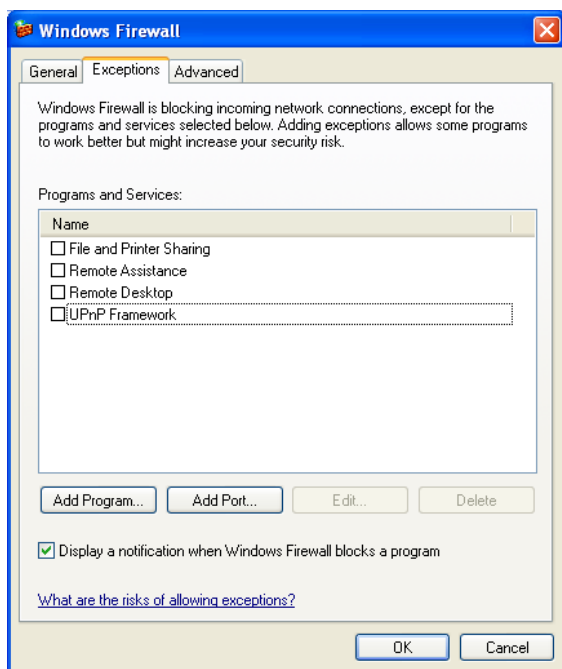 Windows Firewall
General Exceptions Advanced
Windows Firewall is blocking incoming network connections, except for the
programs and services selected below. Adding exceptions allows some programs
to work better but might increase your security risk.
Programs and Services:
Name
File and Printer Sharing
Remote Assistance
Remote Desktop
UPnP Framework
Add Program... Add Port... Edit... Delete
Display a notification when Windows Firewall blocks a program
What are the risks of allowing exceptions?
OK Cancel